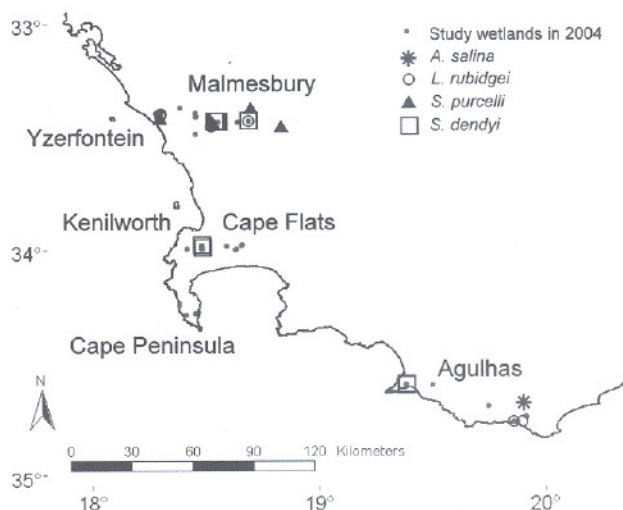 33°
Study wetlands in 2004
A. salina
L. rubidgei
S. purcelli
S. dendyi
Malmesbury
Yzerfontein
Kenilworth
Cape Flats
34°
Cape Peninsula
Agulhas
N
0 30 60 90 120 Kilometers
35°
18° 19° 20°